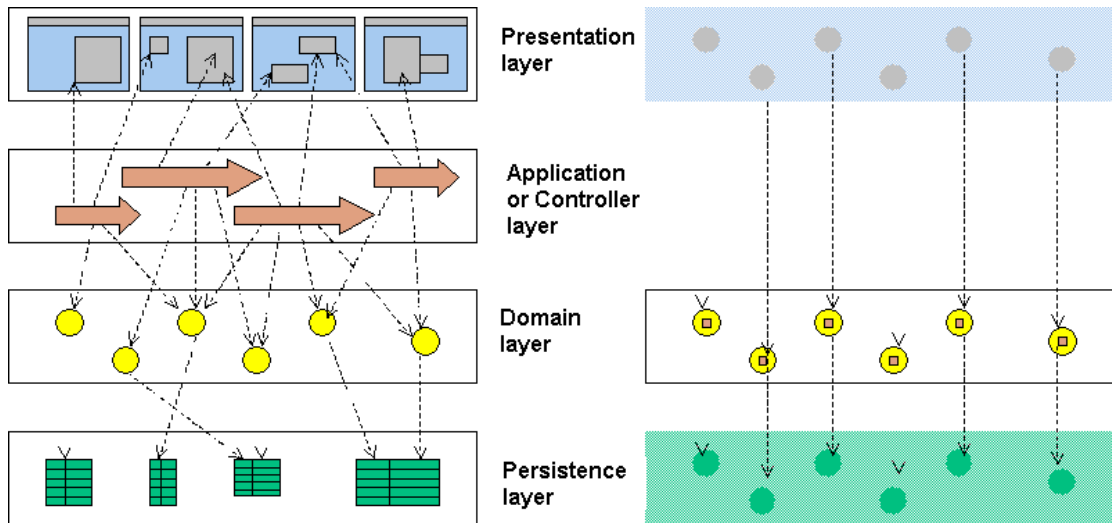 Presentation
layer
Application
or Controller
layer
Domain
layer
Persistence
layer